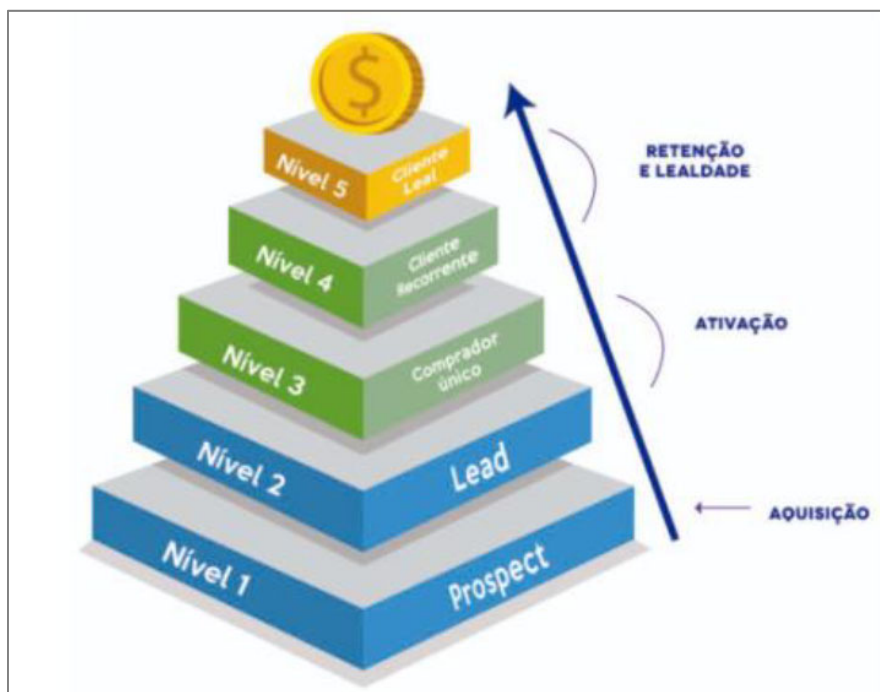 $
Nível 5
Cliente
Leal
RETENÇÃO
E LEALDADE
Nível 4
Cliente
Recorrente
ATIVAÇÃO
Nível 3
Comprador
único
Nível 2
Lead
AQUISIÇÃO
Nível 1
Prospect